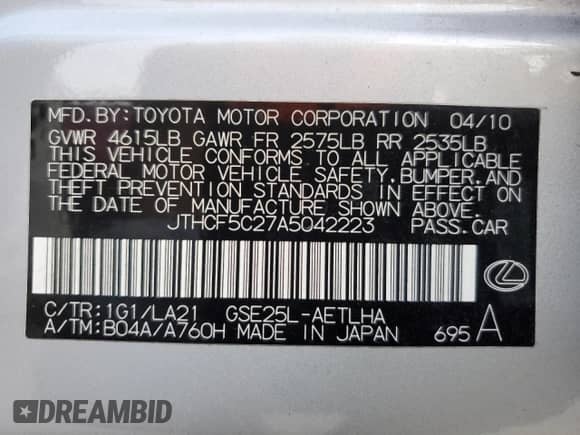 MFD.BY:TOYOTA MOTOR CORPORATION 04/10
GVWR 4615LB GAWR FR 2575LB RR 2535LB
THIS VEHICLE CONFORMS TO ALL APPLICABLE
FEDERAL MOTOR VEHICLE SAFETY,BUMPER,AND
THEFT PREVENTION STANDARDS IN EFFECT ON
THE DATE OF MANUFACTURE SHOWN ABOVE.
JTHCF5C27A5042223 PASS.CAR
C/TR:1G1/LA21 GSE25L-AETLHA
A/TM:B04A/A760H MADE IN JAPAN 695 A
DREAMBID